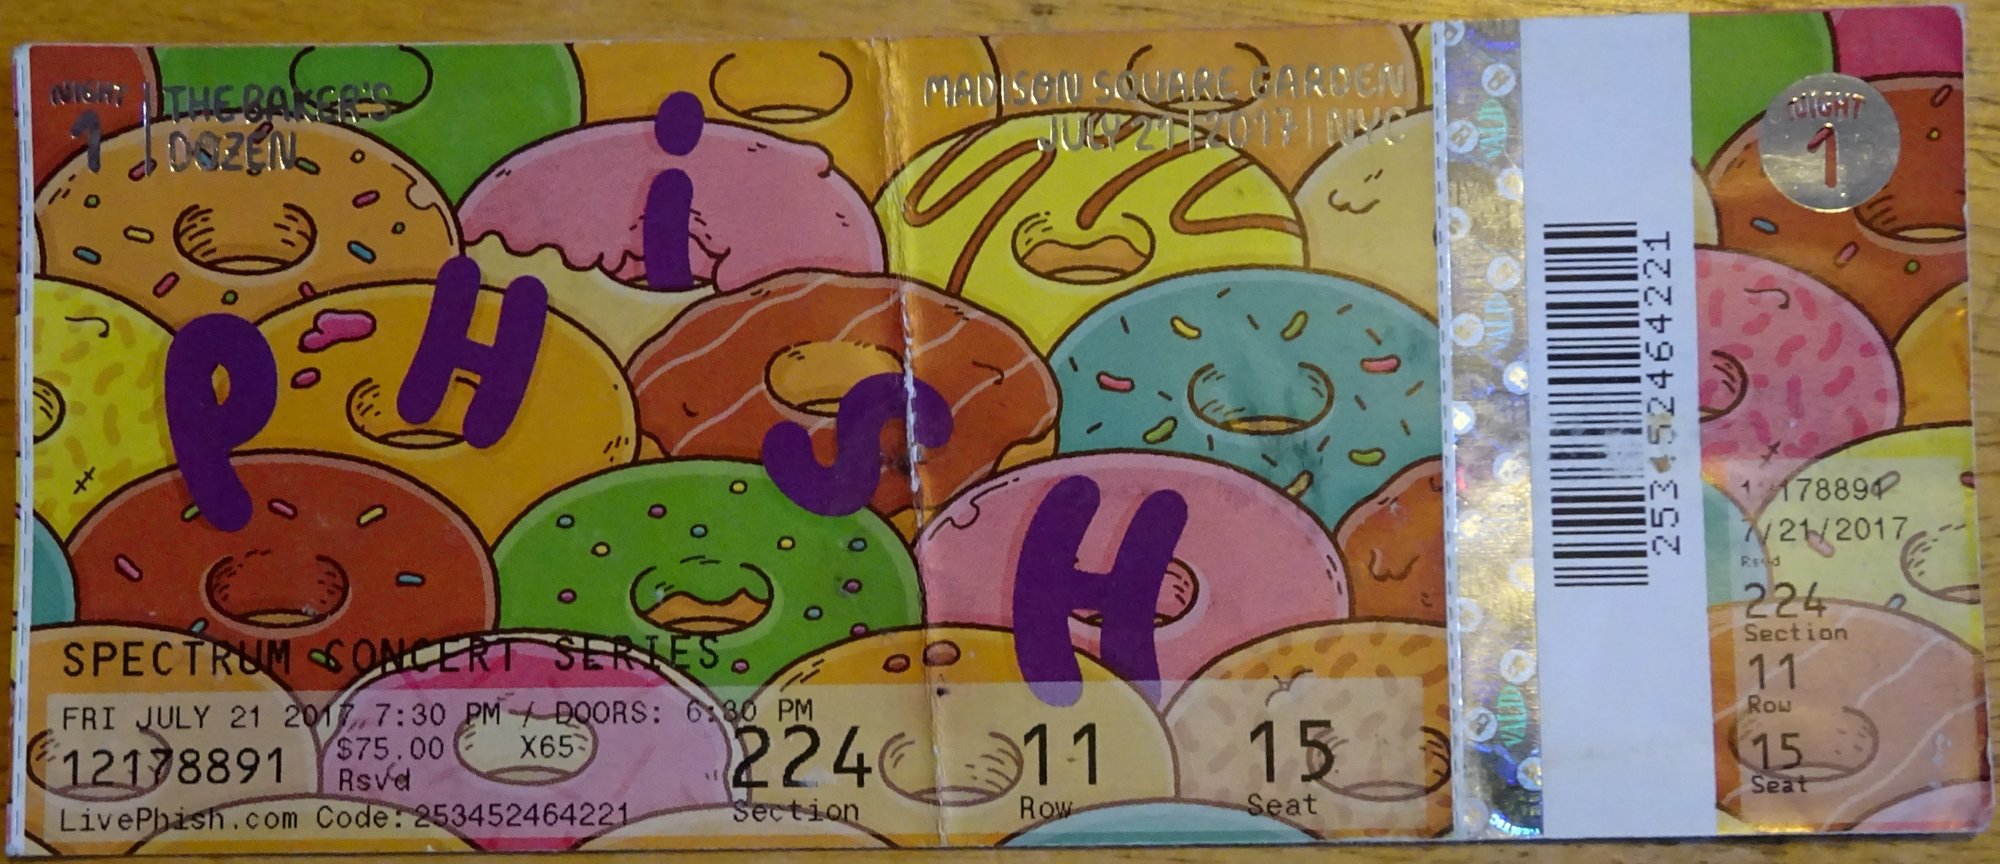 NIGHT 1
THE BAKER'S
DOZEN
MADISON SQUARE GARDEN
JULY 21 | 2017 | NYC
PHiSH
SPECTRUM CONCERT SERIES
FRI JULY 21 2017 7:30 PM / DOORS: 6:30 PM
12178891
$75.00 X65
Rsvd
224 11 15
Section Row Seat
LivePhish.com Code: 253452464221
VALID
VALID
VALID
253452464221
NIGHT
1
12178891
7/21/2017
Rsvd
224
Section
11
Row
15
Seat